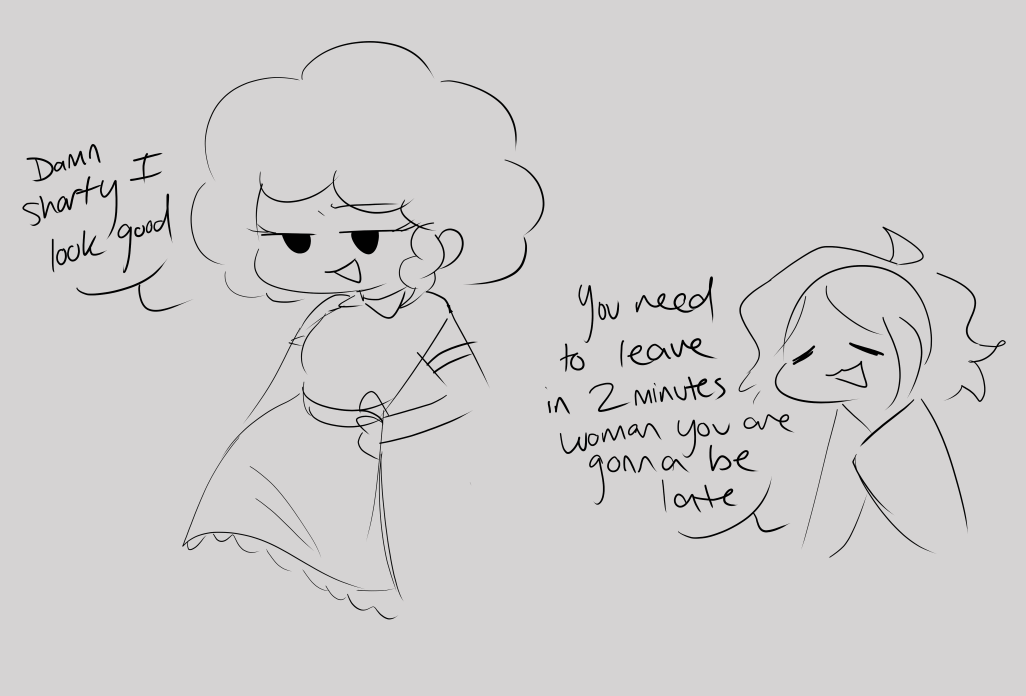 Damn
sharty I
look good
You need
to leave
in 2 minutes
woman you are
gonna be
late